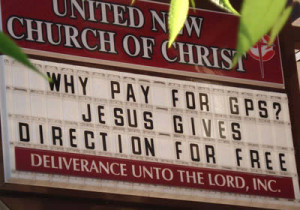 UNITED NEW
CHURCH OF CHRIST
WHY PAY FOR GPS?
JESUS GIVES
DIRECTION FOR FREE
DELIVERANCE UNTO THE LORD, INC.